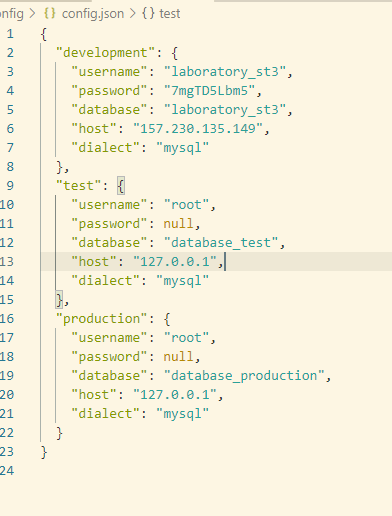 onfig > {} config.json > {} test
1 {
2 "development": {
3 "username": "laboratory_st3",
4 "password": "7mgTD5Lbm5",
5 "database": "laboratory_st3",
6 "host": "157.230.135.149",
7 "dialect": "mysql"
8 },
9 "test": {
10 "username": "root",
11 "password": null,
12 "database": "database_test",
13 "host": "127.0.0.1",
14 "dialect": "mysql"
15 },
16 "production": {
17 "username": "root",
18 "password": null,
19 "database": "database_production",
20 "host": "127.0.0.1",
21 "dialect": "mysql"
22 }
23 }
24